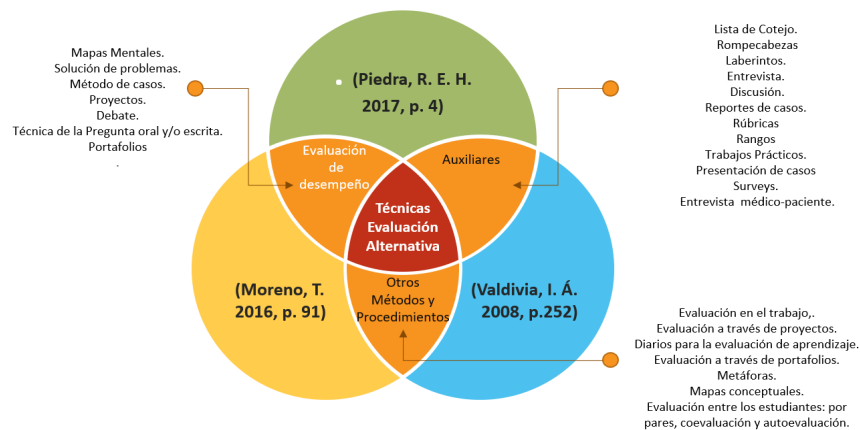 Mapas Mentales.
Solución de problemas.
Método de casos.
Proyectos.
Debate.
Técnica de la Pregunta oral y/o escrita.
Portafolios
.
• (Piedra, R. E. H.
2017, p. 4)
Lista de Cotejo.
Rompecabezas
Laberintos.
Entrevista.
Discusión.
Reportes de casos.
Rúbricas
Rangos
Trabajos Prácticos.
Presentación de casos
Surveys.
Entrevista médico-paciente.
Evaluación
de
desempeño
Auxiliares
Técnicas
Evaluación
Alternativa
(Moreno, T.
2016, p. 91)
Otros
Métodos y
Procedimientos
(Valdivia, I. Á.
2008, p.252)
Evaluación en el trabajo,.
Evaluación a través de proyectos.
Diarios para la evaluación de aprendizaje.
Evaluación a través de portafolios.
Metáforas.
Mapas conceptuales.
Evaluación entre los estudiantes: por
pares, coevaluación y autoevaluación.